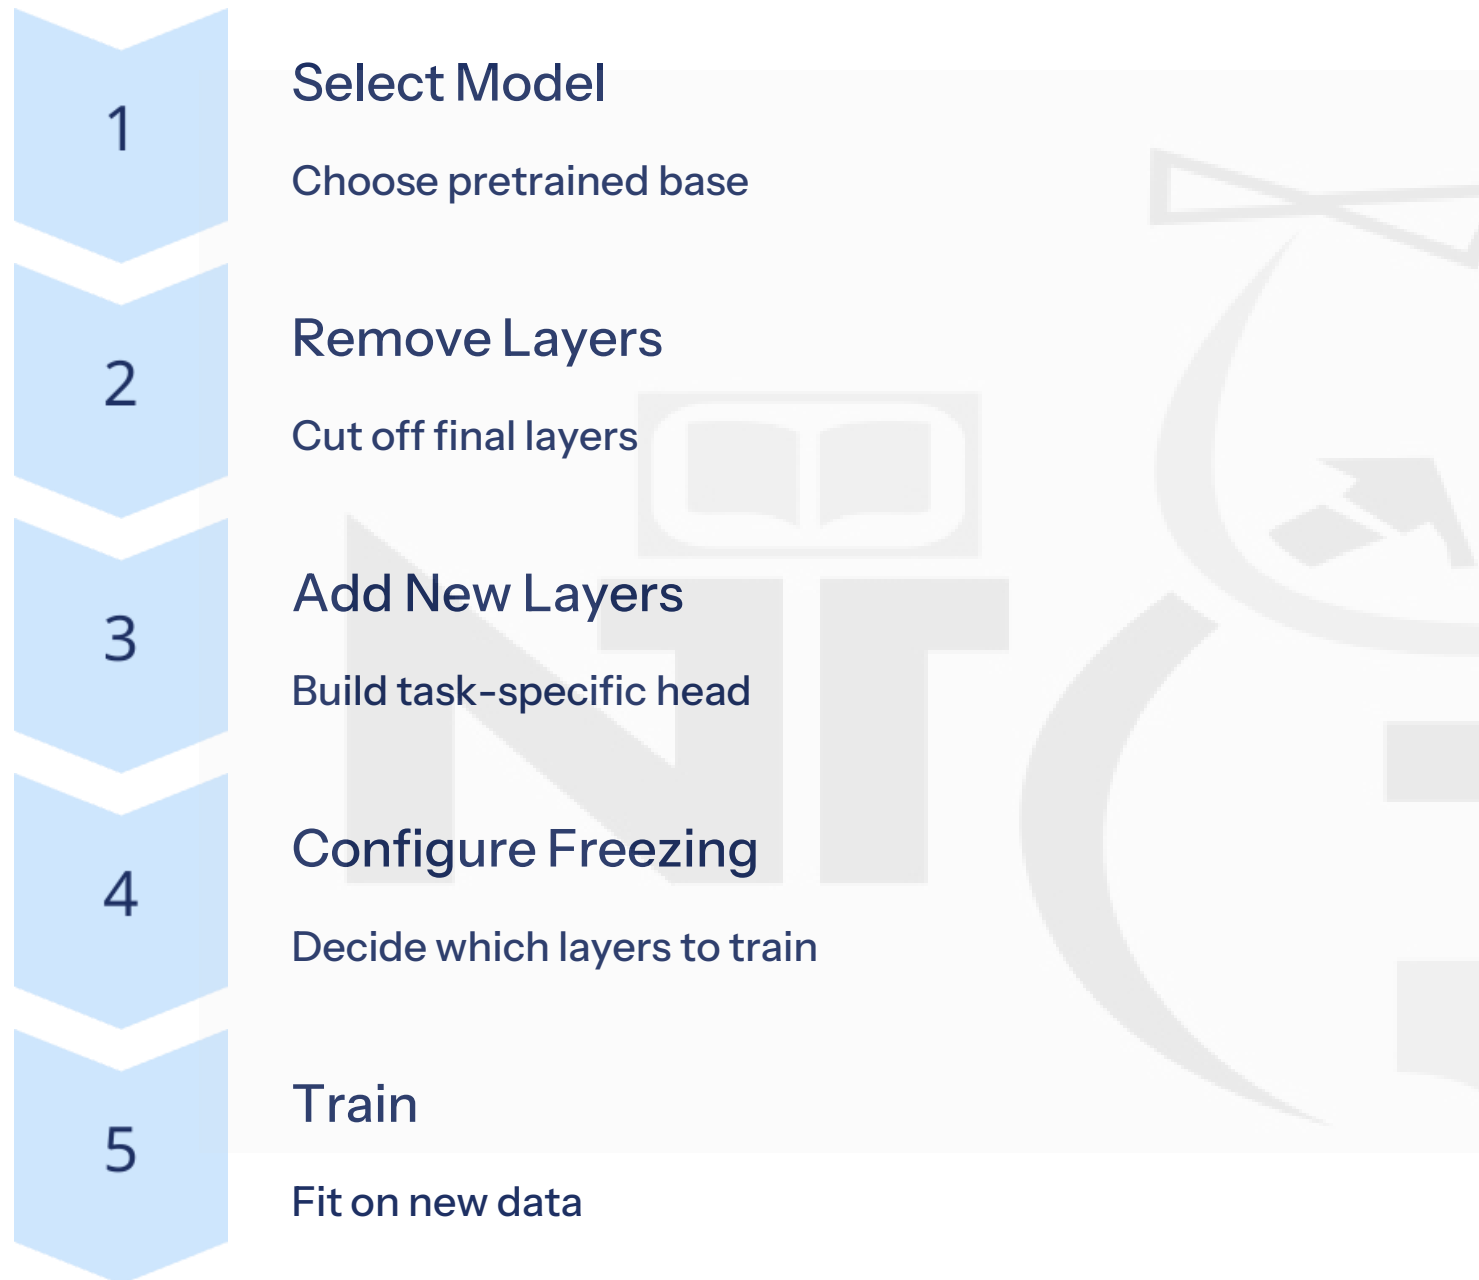 1
Select Model
Choose pretrained base
2
Remove Layers
Cut off final layers
3
Add New Layers
Build task-specific head
4
Configure Freezing
Decide which layers to train
5
Train
Fit on new data